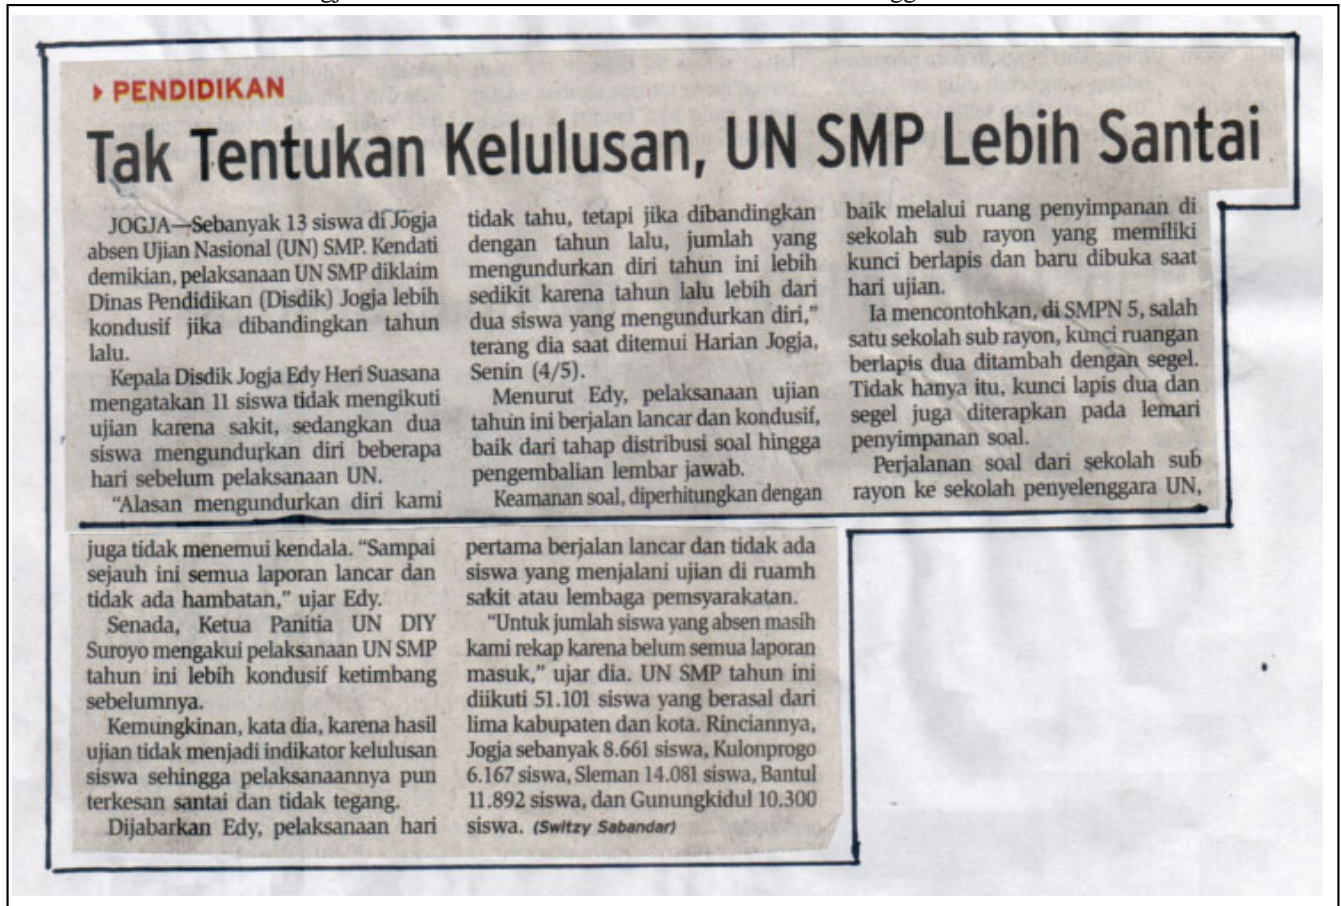 PENDIDIKAN
Tak Tentukan Kelulusan, UN SMP Lebih Santai
JOGJA—Sebanyak 13 siswa di Jogja
absen Ujian Nasional (UN) SMP. Kendati
demikian, pelaksanaan UN SMP diklaim
Dinas Pendidikan (Disdik) Jogja lebih
kondusif jika dibandingkan tahun
lalu.
Kepala Disdik Jogja Edy Heri Suasana
mengatakan 11 siswa tidak mengikuti
ujian karena sakit, sedangkan dua
siswa mengundurkan diri beberapa
hari sebelum pelaksanaan UN.
“Alasan mengundurkan diri kami
tidak tahu, tetapi jika dibandingkan
dengan tahun lalu, jumlah yang
mengundurkan diri tahun ini lebih
sedikit karena tahun lalu lebih dari
dua siswa yang mengundurkan diri,”
terang dia saat ditemui Harian Jogja,
Senin (4/5).
Menurut Edy, pelaksanaan ujian
tahun ini berjalan lancar dan kondusif,
baik dari tahap distribusi soal hingga
pengembalian lembar jawab.
Keamanan soal, diperhitungkan dengan
baik melalui ruang penyimpanan di
sekolah sub rayon yang memiliki
kunci berlapis dan baru dibuka saat
hari ujian.
Ia mencontohkan, di SMPN 5, salah
satu sekolah sub rayon, kunci ruangan
berlapis dua ditambah dengan segel.
Tidak hanya itu, kunci lapis dua dan
segel juga diterapkan pada lemari
penyimpanan soal.
Perjalanan soal dari sekolah sub
rayon ke sekolah penyelenggara UN,
juga tidak menemui kendala. “Sampai
sejauh ini semua laporan lancar dan
tidak ada hambatan,” ujar Edy.
Senada, Ketua Panitia UN DIY
Suroyo mengakui pelaksanaan UN SMP
tahun ini lebih kondusif ketimbang
sebelumnya.
Kemungkinan, kata dia, karena hasil
ujian tidak menjadi indikator kelulusan
siswa sehingga pelaksanaannya pun
terkesan santai dan tidak tegang.
Dijabarkan Edy, pelaksanaan hari
pertama berjalan lancar dan tidak ada
siswa yang menjalani ujian di ruamh
sakit atau lembaga pemsyarakatan.
“Untuk jumlah siswa yang absen masih
kami rekap karena belum semua laporan
masuk,” ujar dia. UN SMP tahun ini
diikuti 51.101 siswa yang berasal dari
lima kabupaten dan kota. Rinciannya,
Jogja sebanyak 8.661 siswa, Kulonprogo
6.167 siswa, Sleman 14.081 siswa, Bantul
11.892 siswa, dan Gunungkidul 10.300
siswa. (Switzy Sabandar)